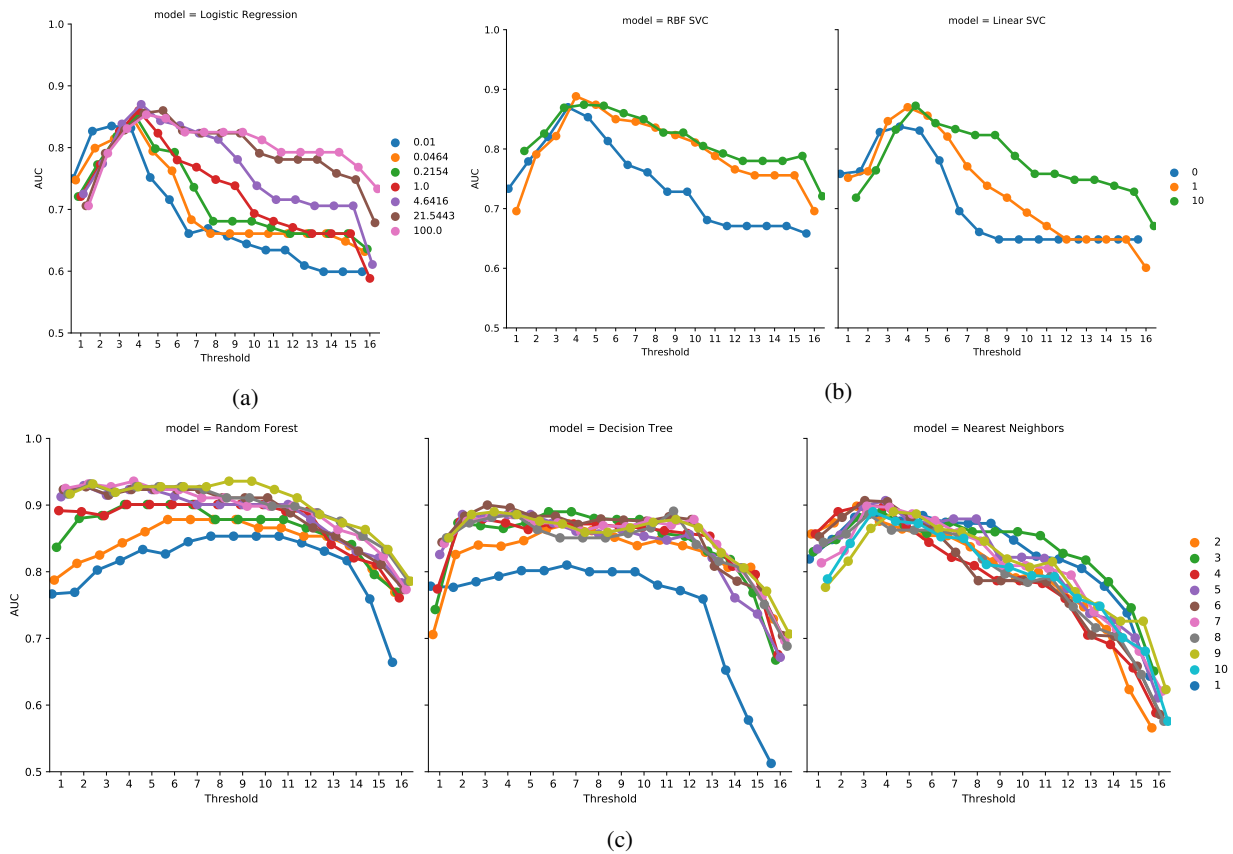 model = Logistic Regression
1.0
0.9
0.8
0.7
0.6
0.5
AUC
1 2 3 4 5 6 7 8 9 10 11 12 13 14 15 16
Threshold
0.01
0.0464
0.2154
1.0
4.6416
21.5443
100.0
(a)
model = RBF SVC
1.0
0.9
0.8
0.7
0.6
0.5
AUC
1 2 3 4 5 6 7 8 9 10 11 12 13 14 15 16
Threshold
model = Linear SVC
1 2 3 4 5 6 7 8 9 10 11 12 13 14 15 16
Threshold
0
1
10
(b)
model = Random Forest
1.0
0.9
0.8
0.7
0.6
0.5
AUC
1 2 3 4 5 6 7 8 9 10 11 12 13 14 15 16
Threshold
model = Decision Tree
1 2 3 4 5 6 7 8 9 10 11 12 13 14 15 16
Threshold
model = Nearest Neighbors
1 2 3 4 5 6 7 8 9 10 11 12 13 14 15 16
Threshold
2
3
4
5
6
7
8
9
10
1
(c)